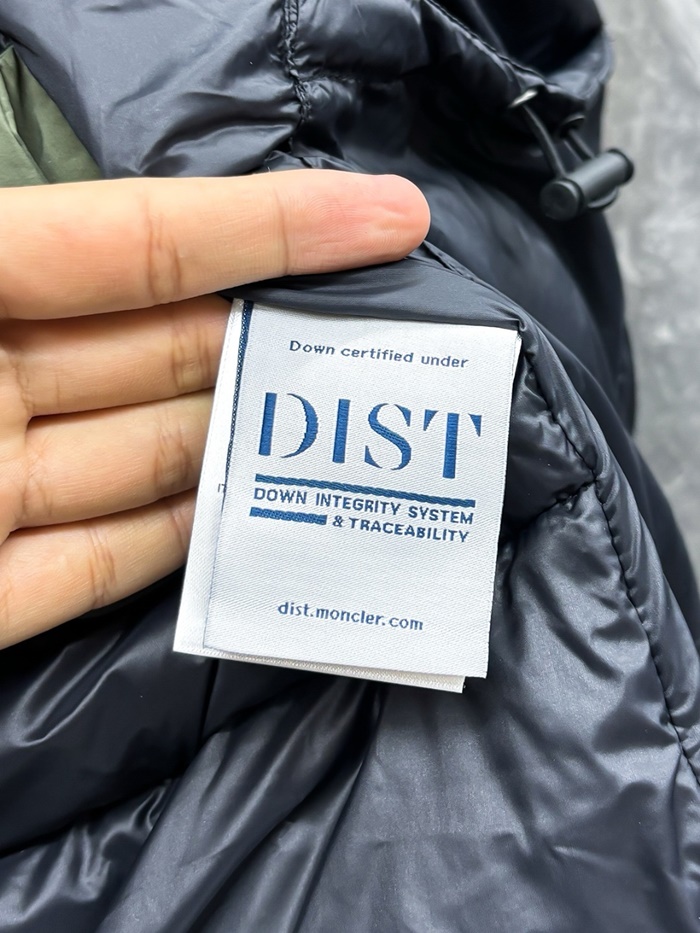 Down certified under
DIST
DOWN INTEGRITY SYSTEM
& TRACEABILITY
dist.moncler.com